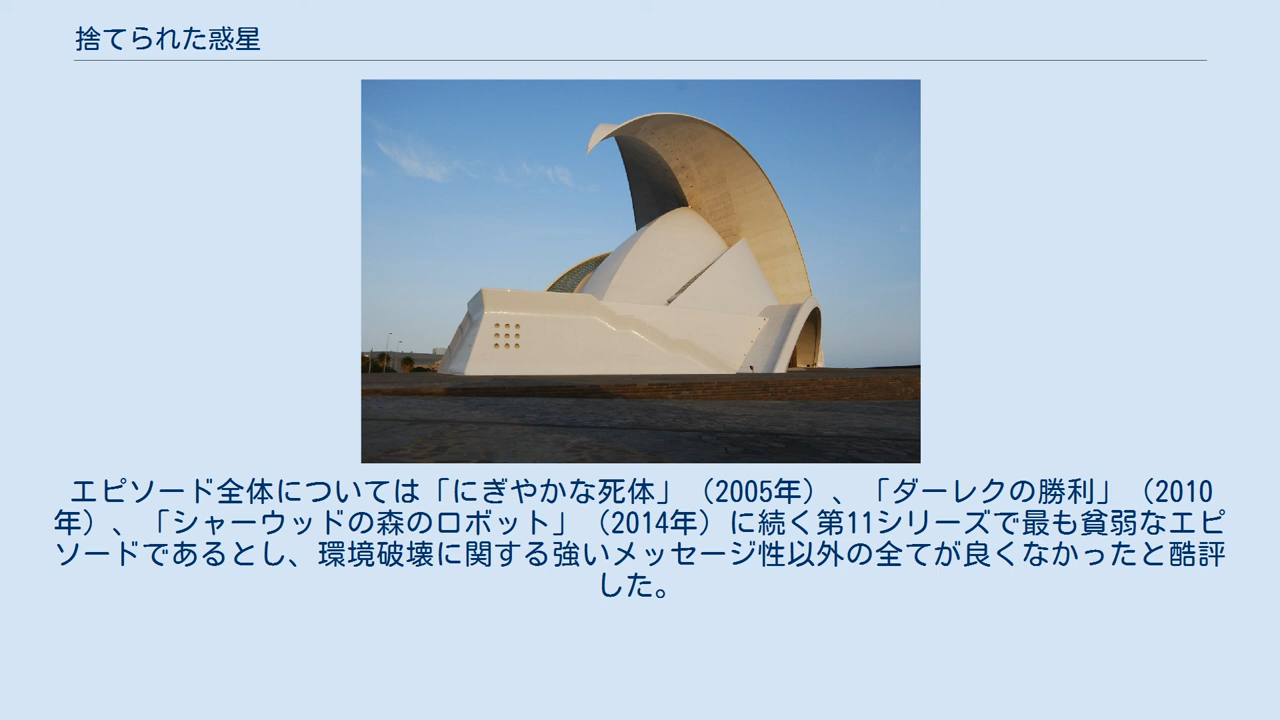 捨てられた惑星
エピソード全体については「にぎやかな死体」（2005年）、「ダーレクの勝利」（2010
年）、「シャーウッドの森のロボット」（2014年）に続く第11シリーズで最も貧弱なエピ
ソードであるとし、環境破壊に関する強いメッセージ性以外の全てが良くなかったと酷評
した。